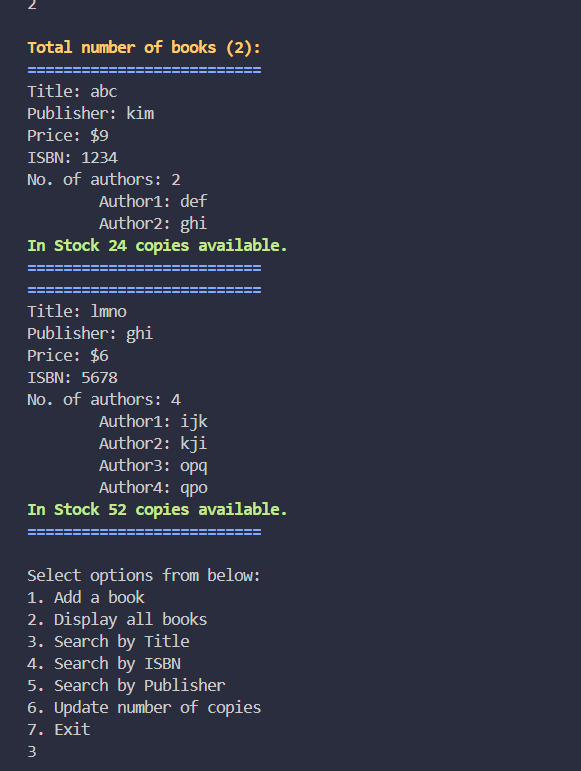 2
Total number of books (2):
==========================
Title: abc
Publisher: kim
Price: $9
ISBN: 1234
No. of authors: 2
        Author1: def
        Author2: ghi
In Stock 24 copies available.
==========================
==========================
Title: lmno
Publisher: ghi
Price: $6
ISBN: 5678
No. of authors: 4
        Author1: ijk
        Author2: kji
        Author3: opq
        Author4: qpo
In Stock 52 copies available.
==========================
Select options from below:
1. Add a book
2. Display all books
3. Search by Title
4. Search by ISBN
5. Search by Publisher
6. Update number of copies
7. Exit
3